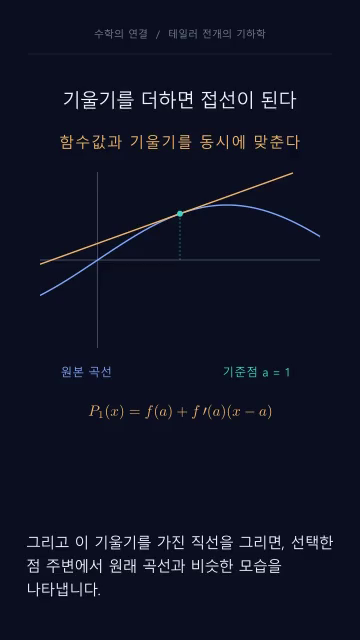 수학의 연결 / 테일러 전개의 기하학
기울기를 더하면 접선이 된다
함수값과 기울기를 동시에 맞춘다
원본 곡선
기준점 a = 1
P₁(x) = f(a) + f′(a)(x − a)
그리고 이 기울기를 가진 직선을 그리면, 선택한
점 주변에서 원래 곡선과 비슷한 모습을
나타냅니다.